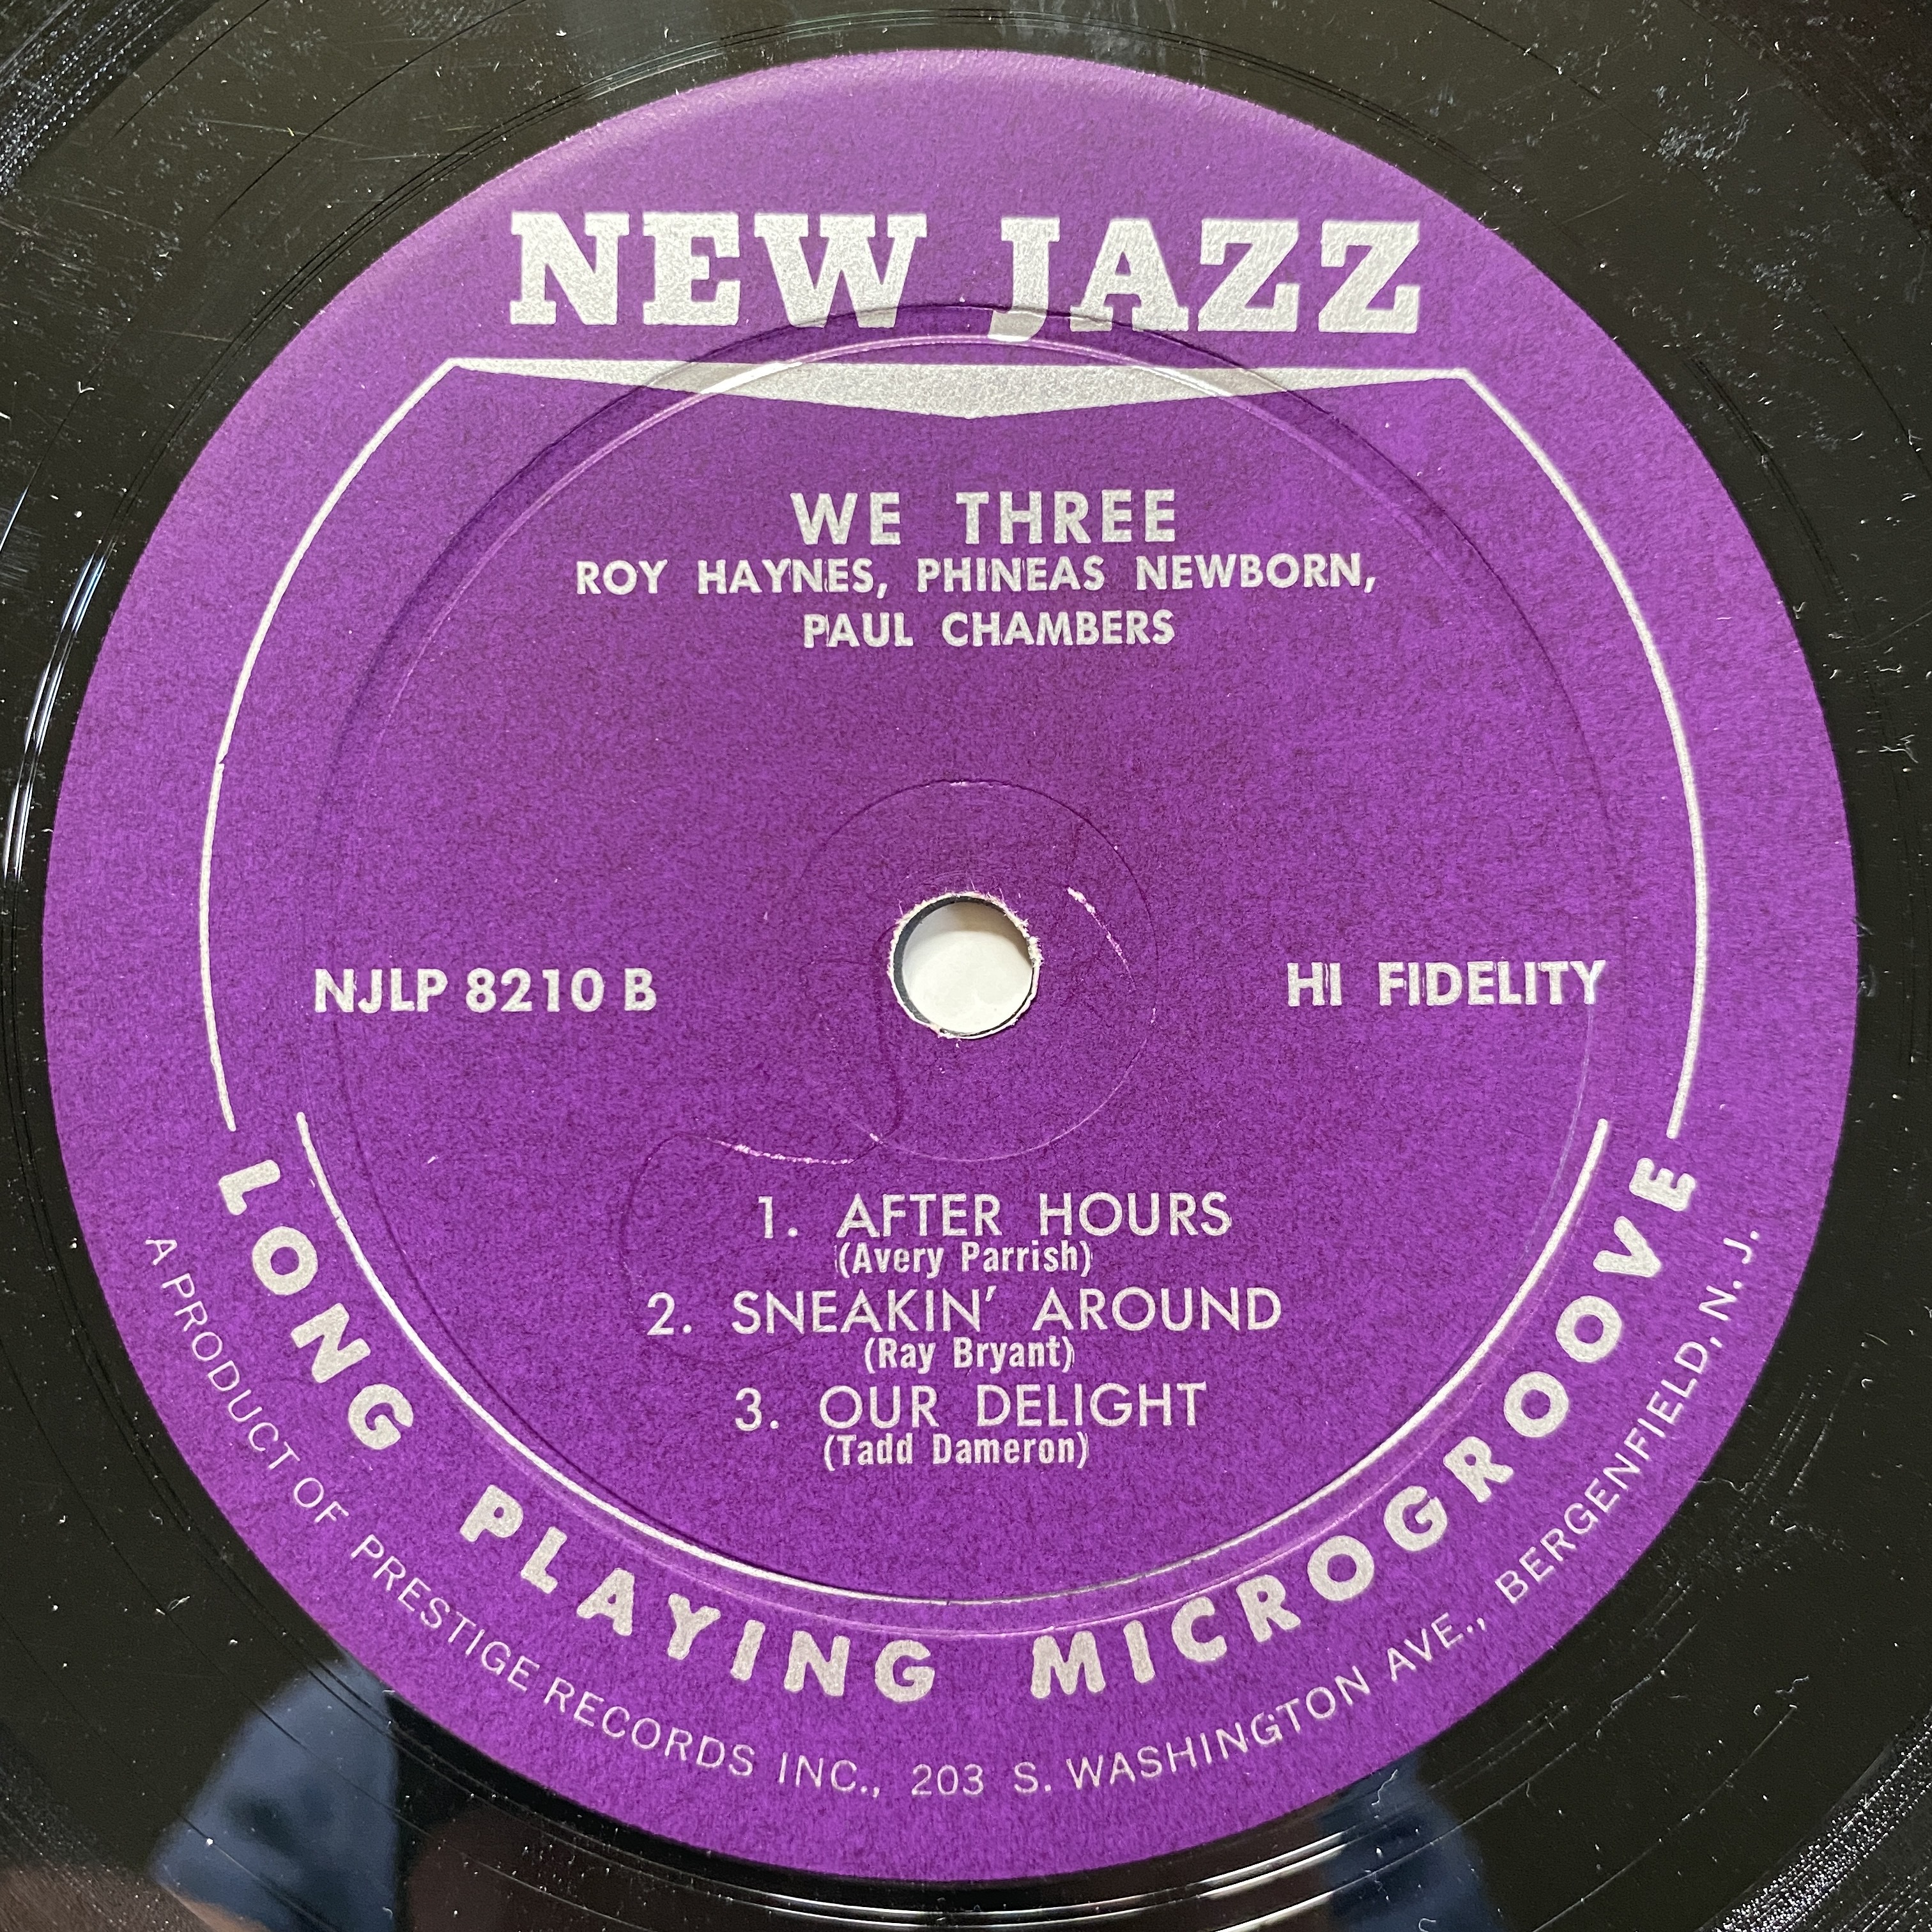 NEW JAZZ
WE THREE
ROY HAYNES, PHINEAS NEWBORN,
PAUL CHAMBERS
NJLP 8210 B
HI FIDELITY
1. AFTER HOURS
(Avery Parrish)
2. SNEAKIN' AROUND
(Ray Bryant)
3. OUR DELIGHT
(Tadd Dameron)
LONG PLAYING MICROGROOVE
A PRODUCT OF PRESTIGE RECORDS INC., 203 S. WASHINGTON AVE., BERGENFIELD, N. J.